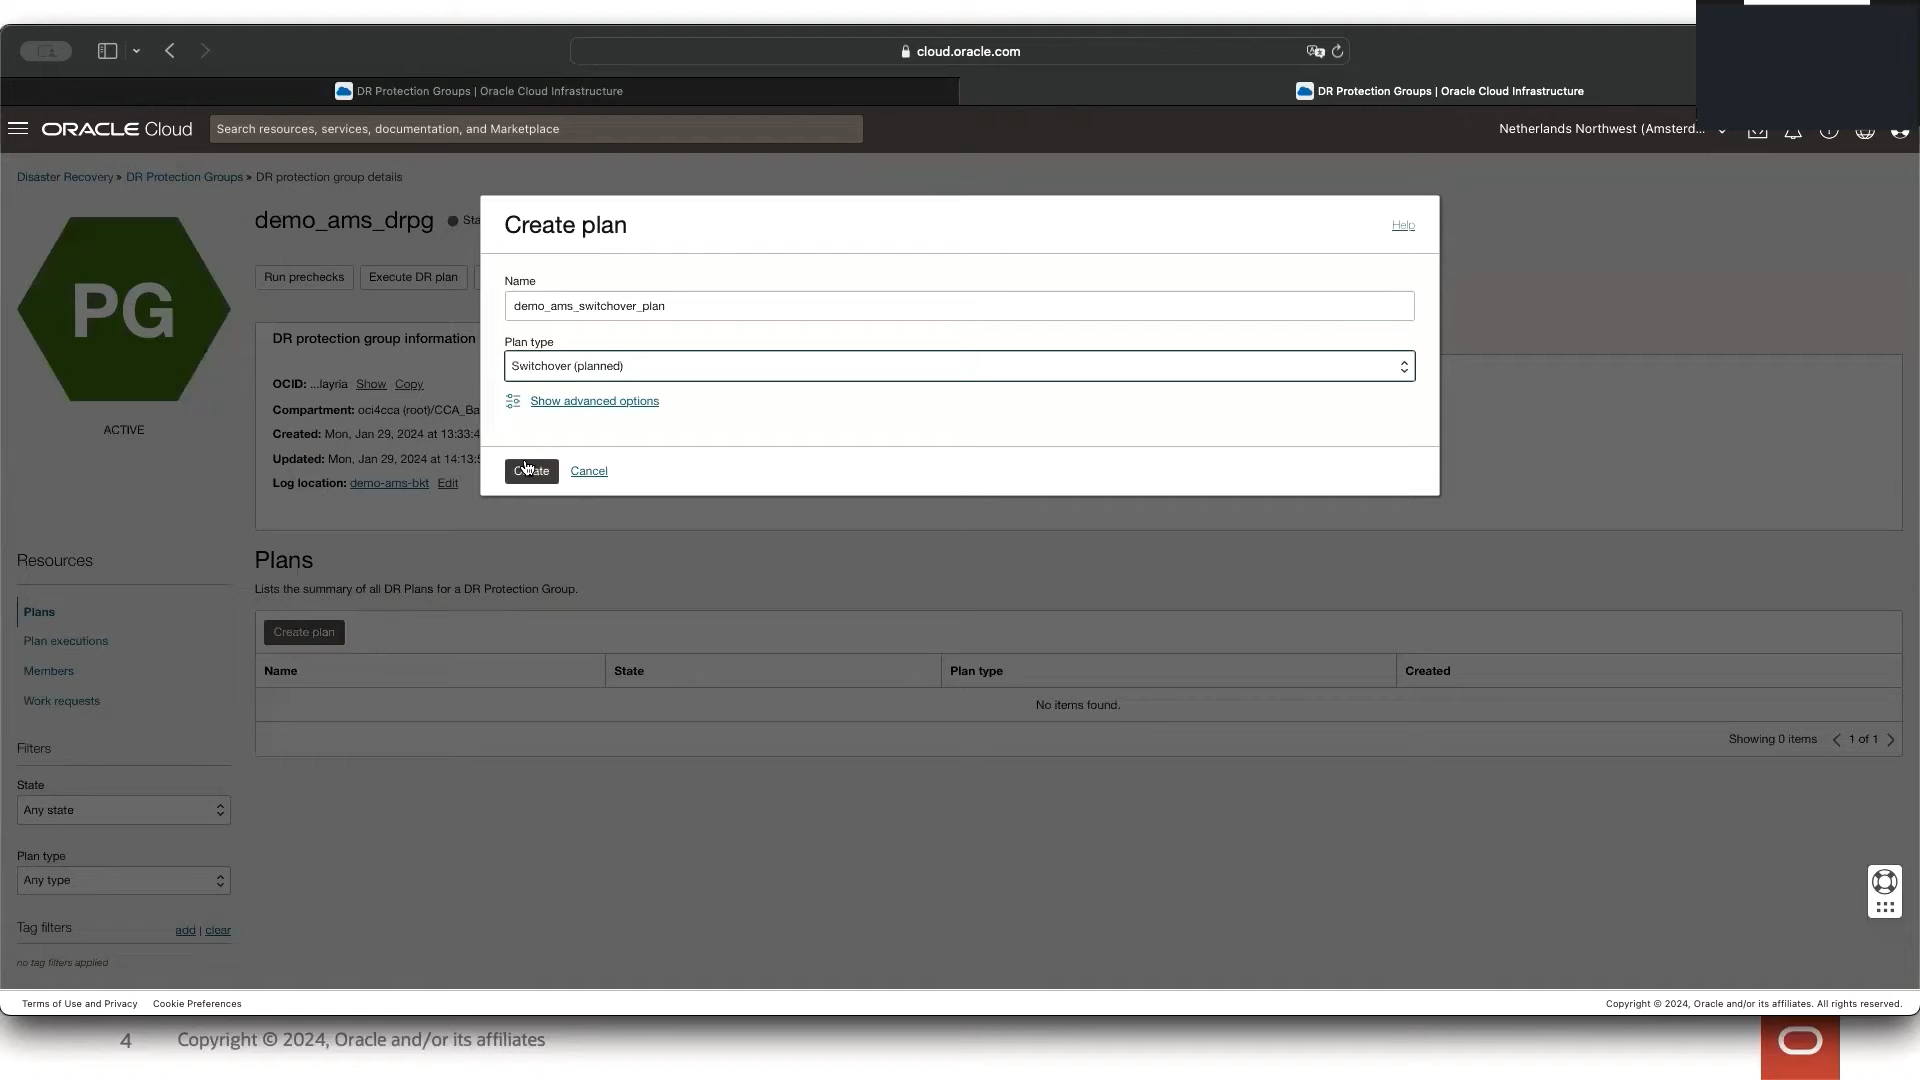 cloud.oracle.com
DR Protection Groups | Oracle Cloud Infrastructure
DR Protection Groups | Oracle Cloud Infrastructure
ORACLE Cloud
Search resources, services, documentation, and Marketplace
Netherlands Northwest (Amsterd...
Disaster Recovery » DR Protection Groups » DR protection group details
PG
ACTIVE
demo_ams_drpg
Run prechecks
Execute DR plan
DR protection group information
OCID: ...layria Show Copy
Compartment: oci4cca (root)/CCA_Ba
Created: Mon, Jan 29, 2024 at 13:33:4
Updated: Mon, Jan 29, 2024 at 14:13:
Log location: demo-ams-bkt Edit
Create plan
Help
Name
demo_ams_switchover_plan
Plan type
Switchover (planned)
Show advanced options
Create
Cancel
Resources
Plans
Plan executions
Members
Work requests
Filters
State
Any state
Plan type
Any type
Tag filters
add | clear
no tag filters applied
Plans
Lists the summary of all DR Plans for a DR Protection Group.
Create plan
Name
State
Plan type
Created
No items found.
Showing 0 items
1 of 1
Terms of Use and Privacy
Cookie Preferences
Copyright © 2024, Oracle and/or its affiliates. All rights reserved.
4
Copyright © 2024, Oracle and/or its affiliates